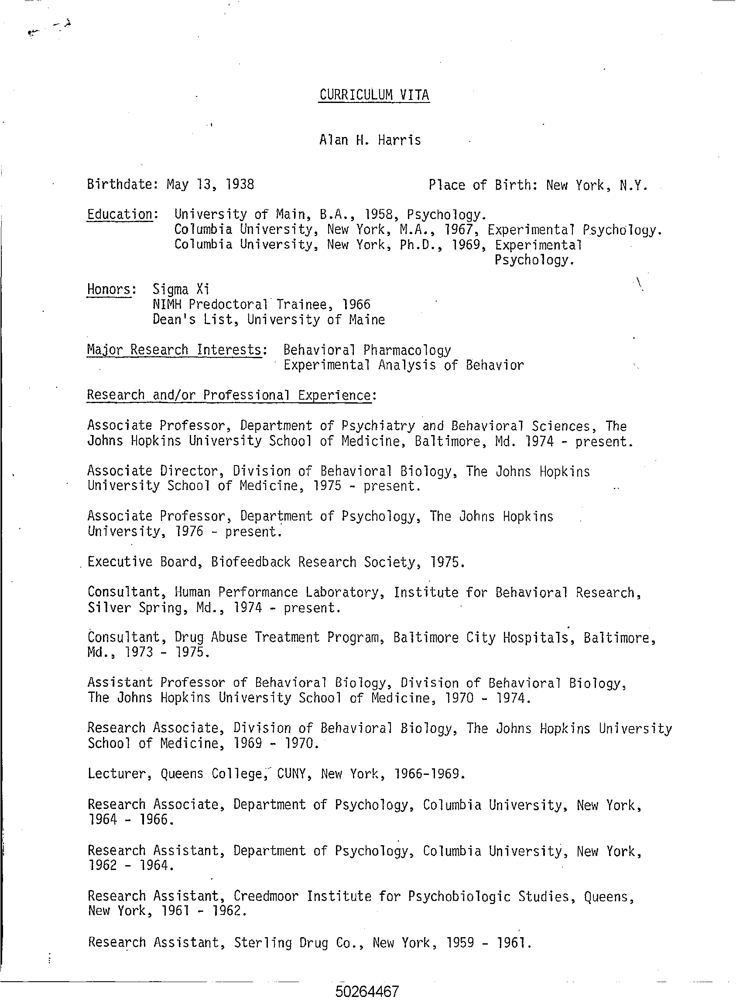 CURRICULUM VITA
Alan H. Harris
Birthdate: May 13, 1938 Place of Birth: New York, N.Y.
Education: University of Main, B.A., 1958, Psychology.
Columbia University, New York, M.A., 1967, Experimental Psychology.
Columbia University, New York, Ph.D., 1969, Experimental
Psychology.
Honors: Sigma Xi
NIMH Predoctoral Trainee, 1966
Dean's List, University of Maine
Major Research Interests: Behavioral Pharmacology
Experimental Analysis of Behavior
Research and/or Professional Experience:
Associate Professor, Department of Psychiatry and Behavioral Sciences, The
Johns Hopkins University School of Medicine, Baltimore, Md. 1974 - present.
Associate Director, Division of Behavioral Biology, The Johns Hopkins
University School of Medicine, 1975 - present.
Associate Professor, Department of Psychology, The Johns Hopkins
University, 1976 - present.
Executive Board, Biofeedback Research Society, 1975.
Consultant, Human Performance Laboratory, Institute for Behavioral Research,
Silver Spring, Md., 1974 - present.
Consultant, Drug Abuse Treatment Program, Baltimore City Hospitals, Baltimore,
Md., 1973 - 1975.
Assistant Professor of Behavioral Biology, Division of Behavioral Biology,
The Johns Hopkins University School of Medicine, 1970 - 1974.
Research Associate, Division of Behavioral Biology, The Johns Hopkins University
School of Medicine, 1969 - 1970.
Lecturer, Queens College, CUNY, New York, 1966-1969.
Research Associate, Department of Psychology, Columbia University, New York,
1964 - 1966.
Research Assistant, Department of Psychology, Columbia University, New York,
1962 - 1964.
Research Assistant, Creedmoor Institute for Psychobiologic Studies, Queens,
New York, 1961 - 1962.
Research Assistant, Sterling Drug Co., New York, 1959 - 1961.
50264467